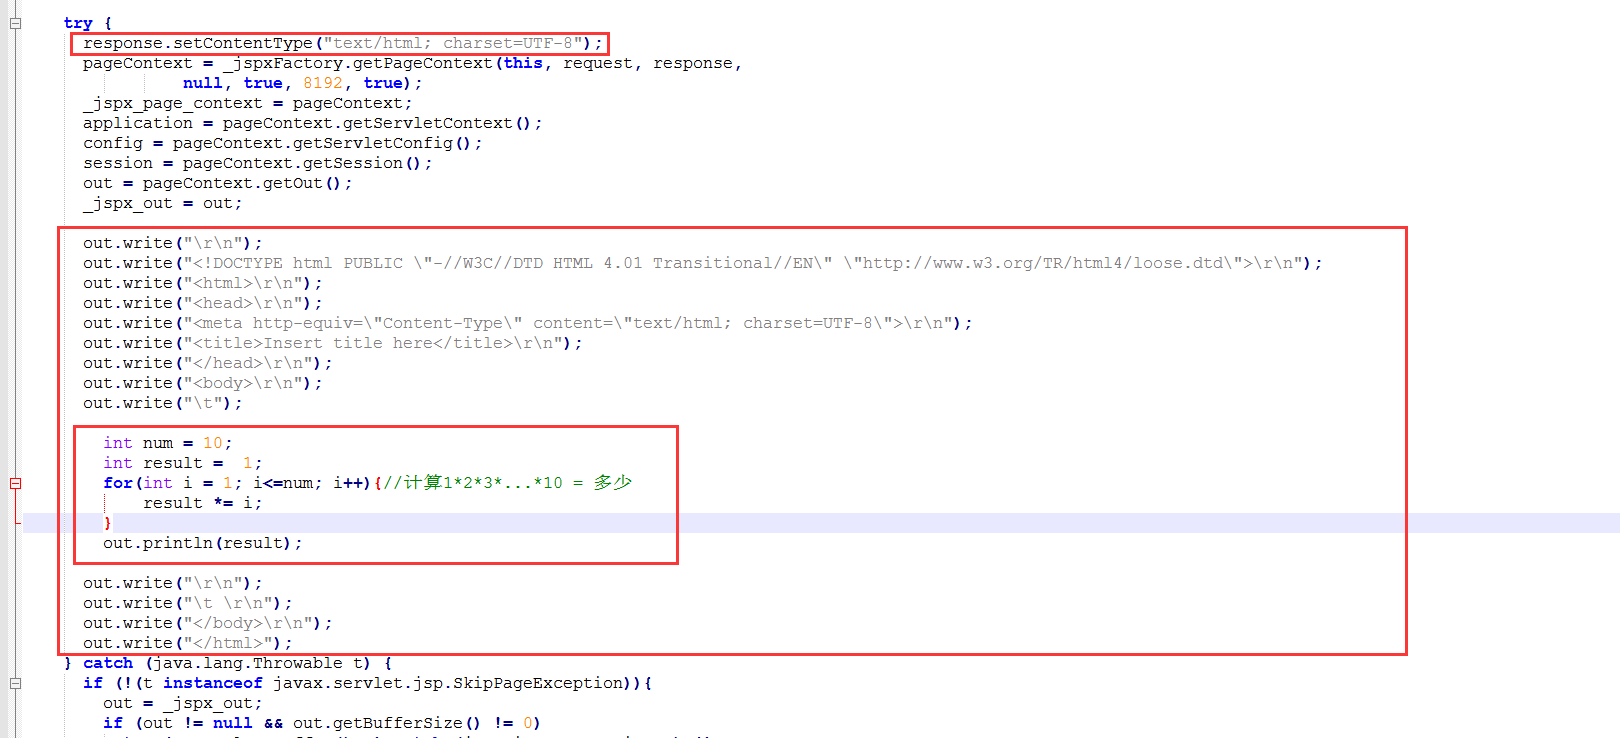 try {
response.setContentType("text/html; charset=UTF-8");
pageContext = _jspxFactory.getPageContext(this, request, response,
null, true, 8192, true);
_jspx_page_context = pageContext;
application = pageContext.getServletContext();
config = pageContext.getServletConfig();
session = pageContext.getSession();
out = pageContext.getOut();
_jspx_out = out;
out.write("\r\n");
out.write("<!DOCTYPE html PUBLIC \"-//W3C//DTD HTML 4.01 Transitional//EN\" \"http://www.w3.org/TR/html4/loose.dtd\">\r\n");
out.write("<html>\r\n");
out.write("<head>\r\n");
out.write("<meta http-equiv=\"Content-Type\" content=\"text/html; charset=UTF-8\">\r\n");
out.write("<title>Insert title here</title>\r\n");
out.write("</head>\r\n");
out.write("<body>\r\n");
out.write("\t");
int num = 10;
int result =  1;
for(int i = 1; i<=num; i++){//计算1*2*3*...*10 = 多少
result *= i;
}
out.println(result);
out.write("\r\n");
out.write("\t \r\n");
out.write("</body>\r\n");
out.write("</html>");
} catch (java.lang.Throwable t) {
if (!(t instanceof javax.servlet.jsp.SkipPageException)){
out = _jspx_out;
if (out != null && out.getBufferSize() != 0)